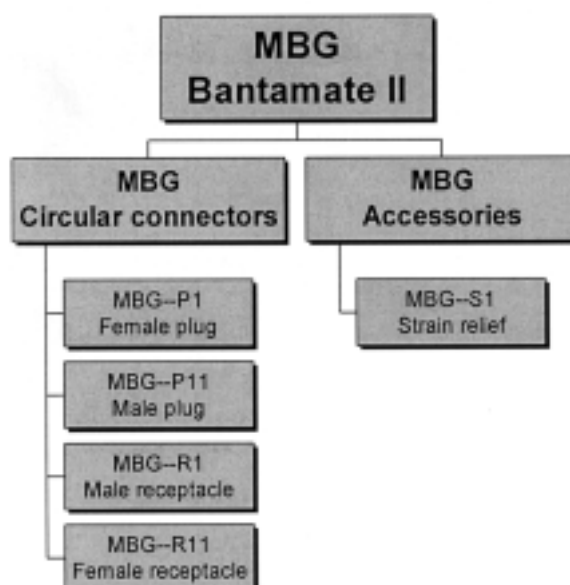 MBG
Bantamate II
MBG
Circular connectors
MBG
Accessories
MBG--P1
Female plug
MBG--P11
Male plug
MBG--R1
Male receptacle
MBG--R11
Female receptacle
MBG--S1
Strain relief